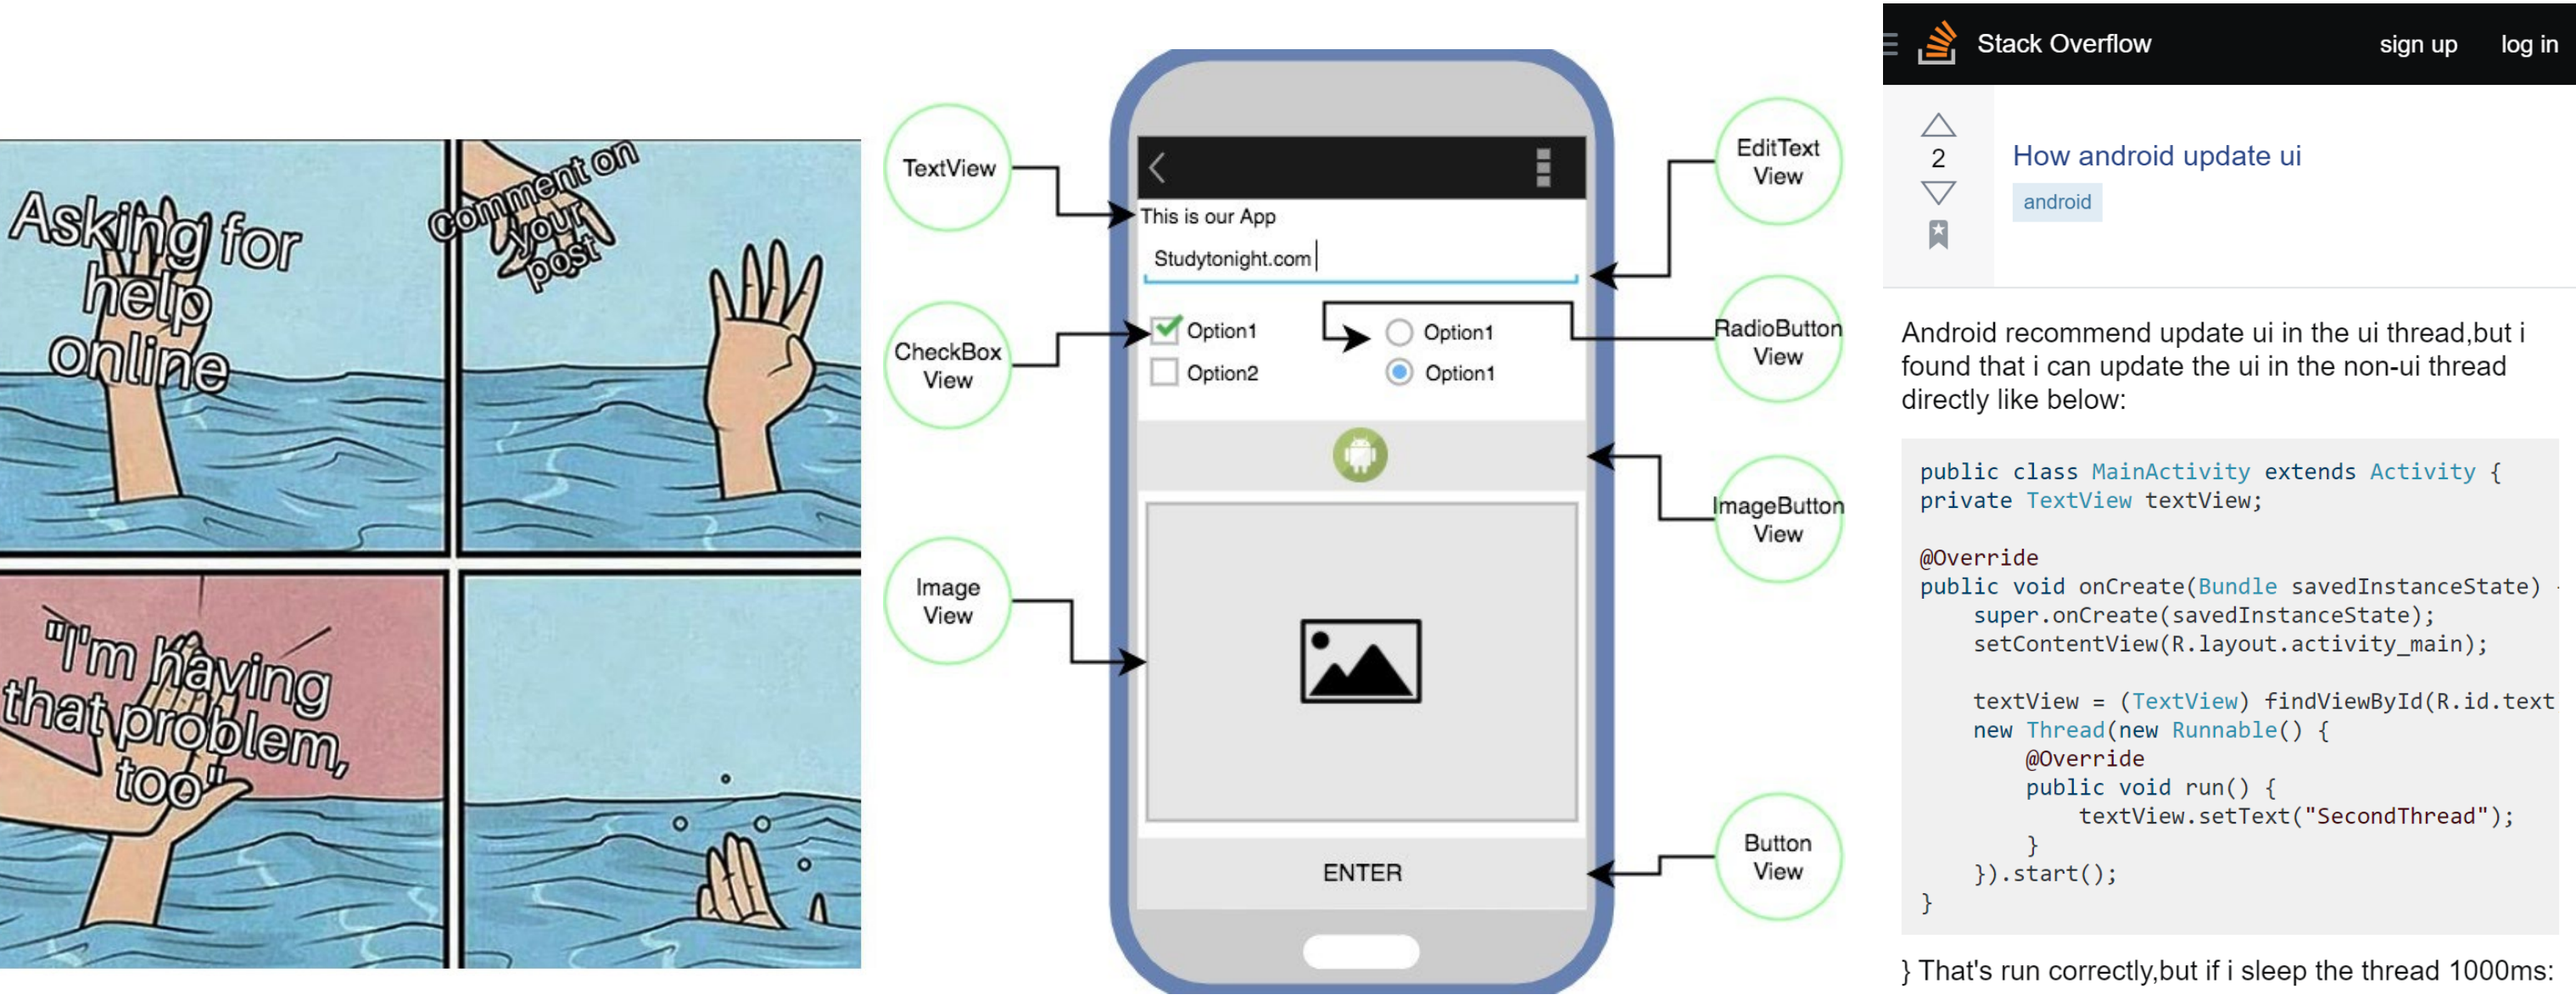 Asking for
help
online
Comment on
your
post
"I'm having
that problem,
too"
TextView
CheckBox
View
Image
View
This is our App
Studytonight.com
Option1
Option2
Option1
Option1
ENTER
EditText
View
RadioButton
View
ImageButton
View
Button
View
Stack Overflow
sign up
log in
2
How android update ui
android
Android recommend update ui in the ui thread,but i
found that i can update the ui in the non-ui thread
directly like below:
public class MainActivity extends Activity {
private TextView textView;
@Override
public void onCreate(Bundle savedInstanceState)
super.onCreate(savedInstanceState);
setContentView(R.layout.activity_main);
textView = (TextView) findViewById(R.id.text
new Thread(new Runnable() {
@Override
public void run() {
textView.setText("SecondThread");
}
}).start();
}
} That's run correctly,but if i sleep the thread 1000ms: